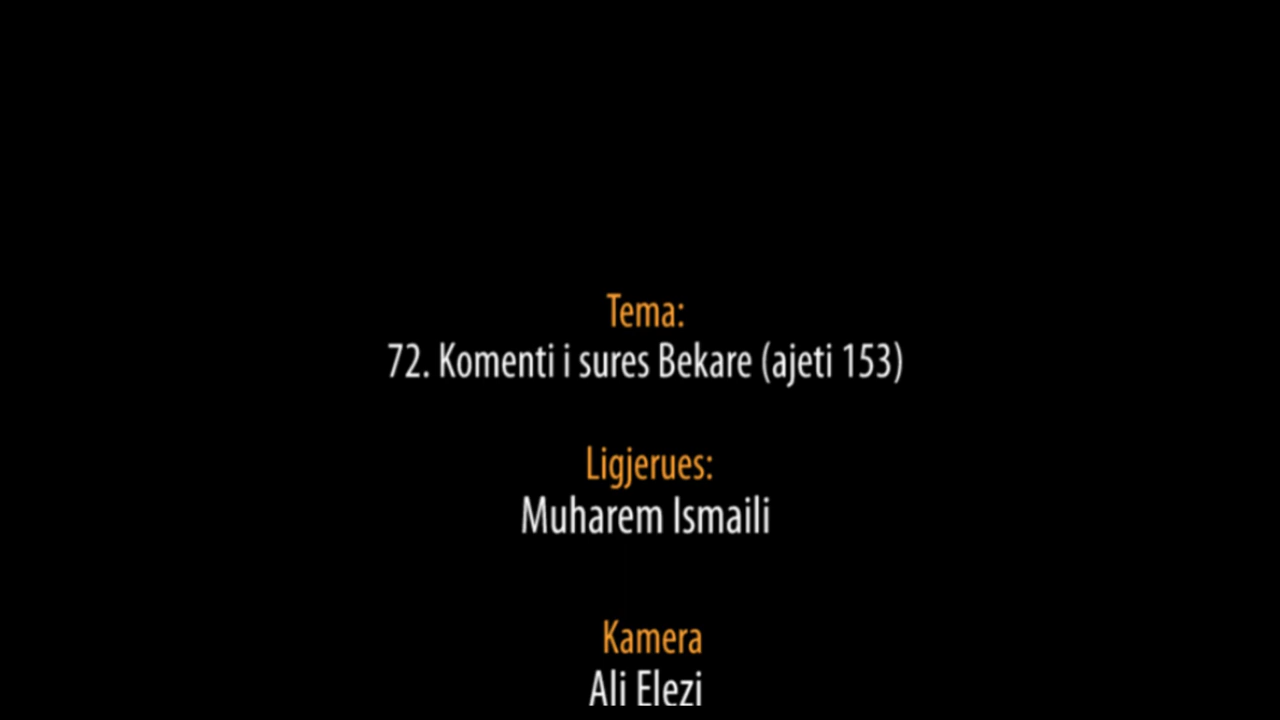 Tema:
72. Komenti i sures Bekare (ajeti 153)
Ligjerues:
Muharem Ismaili
Kamera
Ali Elezi